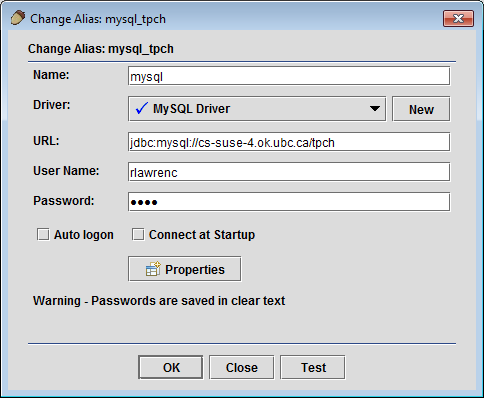 Change Alias: mysql_tpch
Change Alias: mysql_tpch
Name: mysql
Driver: MySQL Driver New
URL: jdbc:mysql://cs-suse-4.ok.ubc.ca/tpch
User Name: rlawrenc
Password: ●●●●
Auto logon Connect at Startup
Properties
Warning - Passwords are saved in clear text
OK Close Test